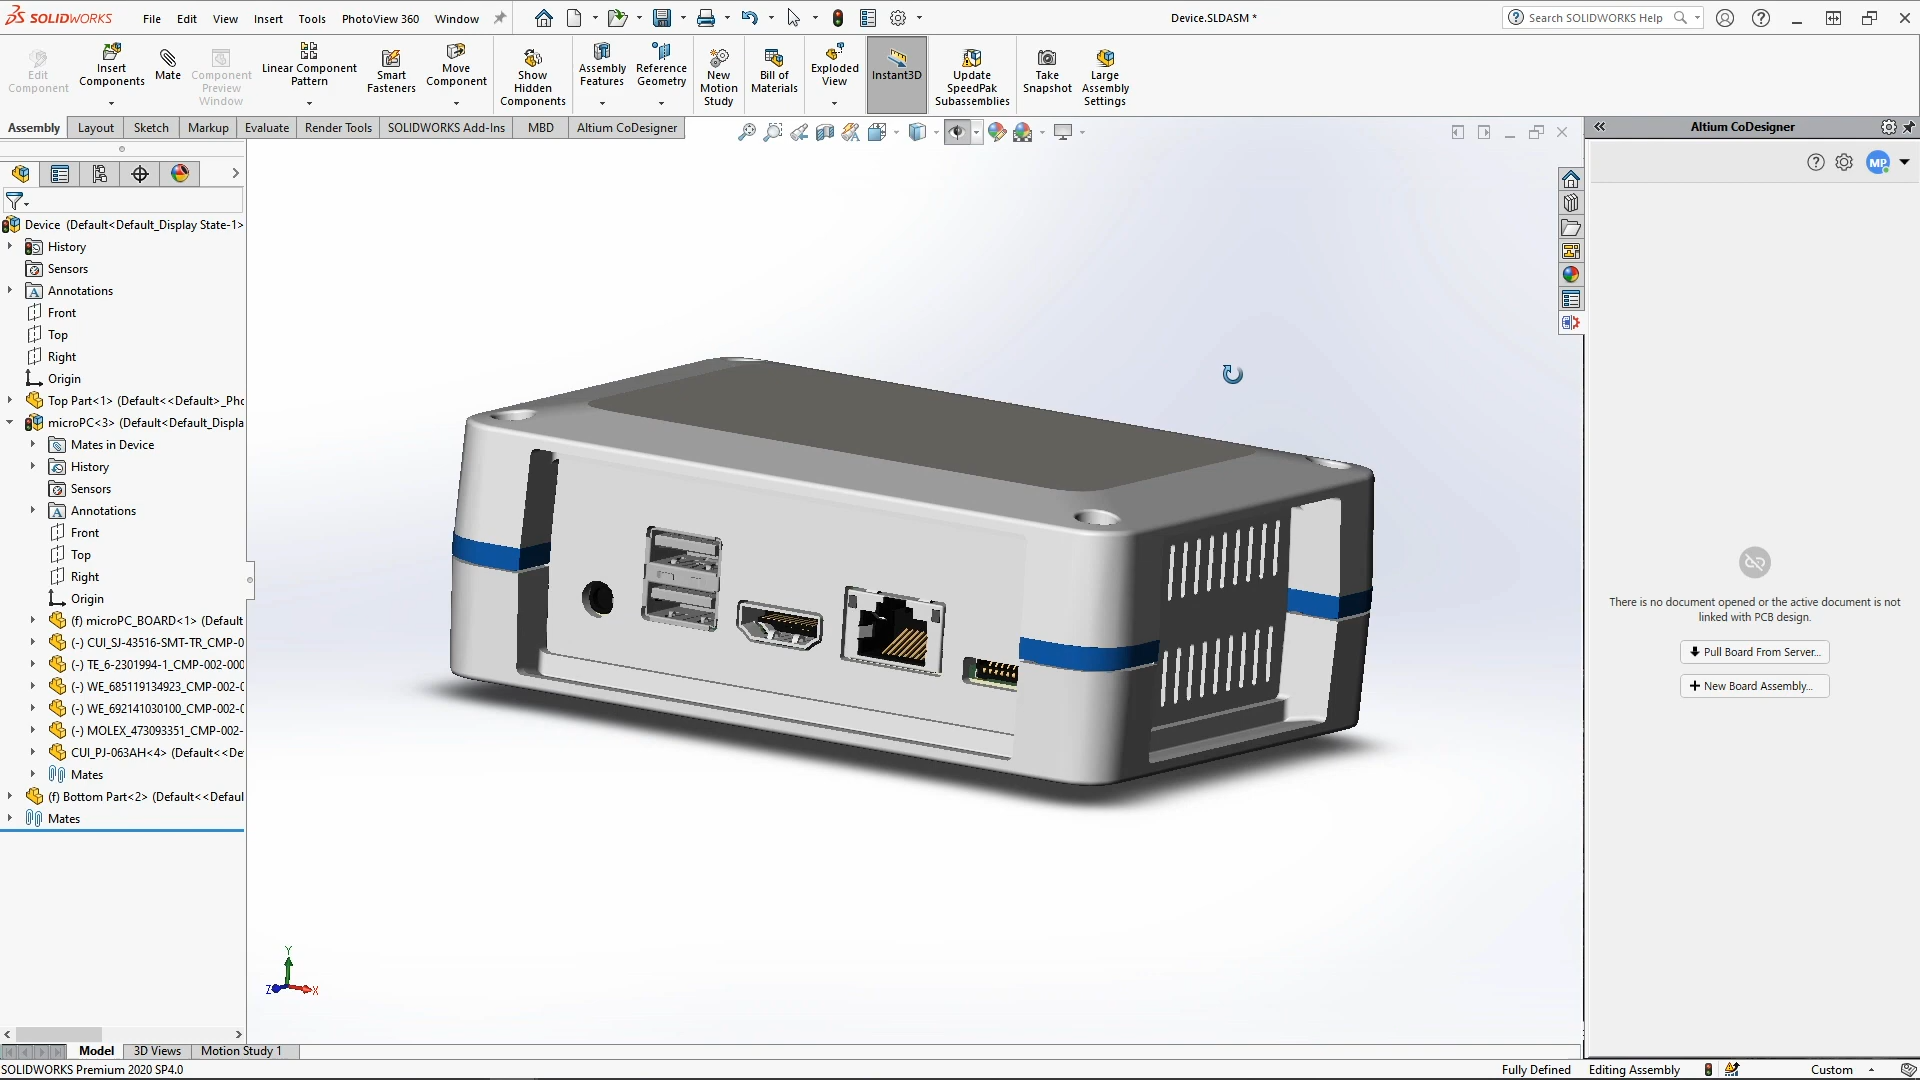 SOLIDWORKS
File Edit View Insert Tools PhotoView 360 Window
Device.SLDASM *
Search SOLIDWORKS Help
Edit Component
Insert Components
Mate
Component Preview Window
Linear Component Pattern
Smart Fasteners
Move Component
Show Hidden Components
Assembly Features
Reference Geometry
New Motion Study
Bill of Materials
Exploded View
Instant3D
Update SpeedPak Subassemblies
Take Snapshot
Large Assembly Settings
Assembly Layout Sketch Markup Evaluate Render Tools SOLIDWORKS Add-Ins MBD Altium CoDesigner
Device (Default<Default_Display State-1>
History
Sensors
Annotations
Front
Top
Right
Origin
Top Part<1> (Default<<Default>_Pho
microPC<3> (Default<Default_Displa
Mates in Device
History
Sensors
Annotations
Front
Top
Right
Origin
(f) microPC_BOARD<1> (Default
(-) CUI_SJ-43516-SMT-TR_CMP-0
(-) TE_6-2301994-1_CMP-002-000
(-) WE_685119134923_CMP-002-0
(-) WE_692141030100_CMP-002-0
(-) MOLEX_473093351_CMP-002-
CUI_PJ-063AH<4> (Default<<De
Mates
(f) Bottom Part<2> (Default<<Defaul
Mates
Y
Z
X
Altium CoDesigner
MP
There is no document opened or the active document is not
linked with PCB design.
Pull Board From Server...
New Board Assembly...
Model 3D Views Motion Study 1
SOLIDWORKS Premium 2020 SP4.0
Fully Defined Editing Assembly Custom